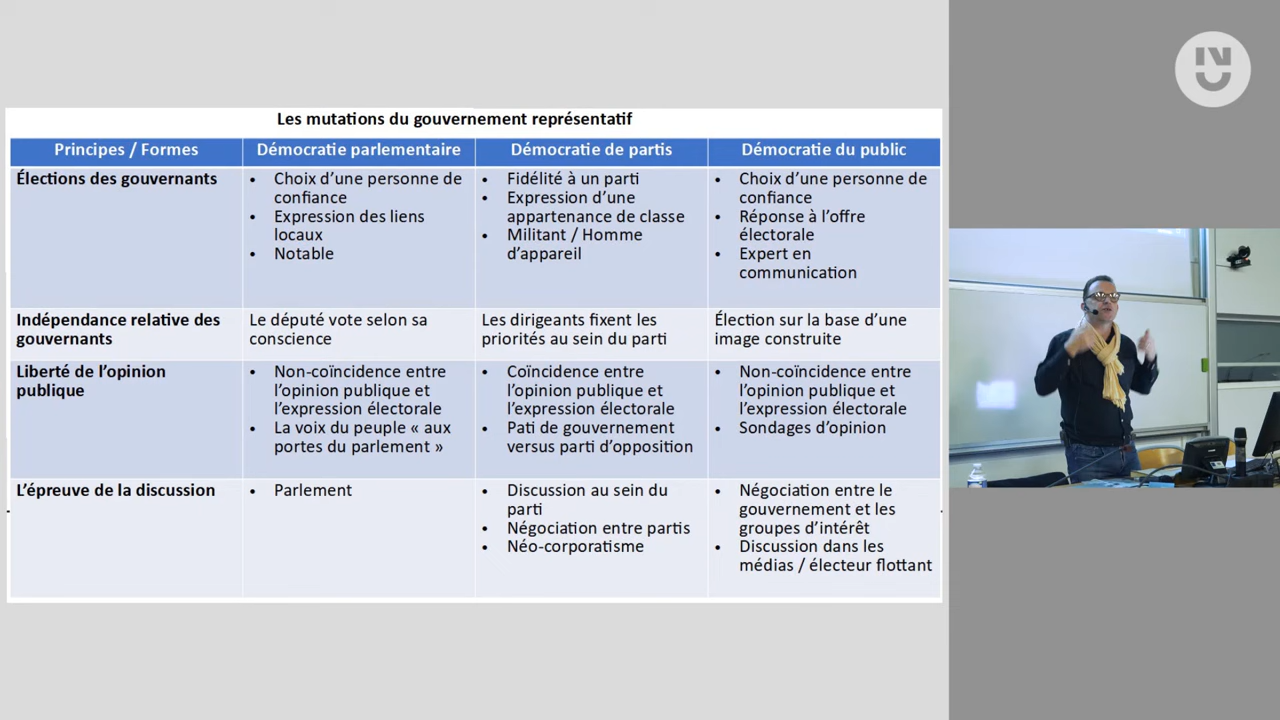 Les mutations du gouvernement représentatif
Principes / Formes
Démocratie parlementaire
Démocratie de partis
Démocratie du public
Élections des gouvernants
• Choix d’une personne de
confiance
• Expression des liens
locaux
• Notable
• Fidélité à un parti
• Expression d’une
appartenance de classe
• Militant / Homme
d’appareil
• Choix d’une personne de
confiance
• Réponse à l’offre
électorale
• Expert en
communication
Indépendance relative des
gouvernants
Le député vote selon sa
conscience
Les dirigeants fixent les
priorités au sein du parti
Élection sur la base d’une
image construite
Liberté de l’opinion
publique
• Non-coïncidence entre
l’opinion publique et
l’expression électorale
• La voix du peuple « aux
portes du parlement »
• Coïncidence entre
l’opinion publique et
l’expression électorale
• Pati de gouvernement
versus parti d’opposition
• Non-coïncidence entre
l’opinion publique et
l’expression électorale
• Sondages d’opinion
L’épreuve de la discussion
• Parlement
• Discussion au sein du
parti
• Négociation entre partis
• Néo-corporatisme
• Négociation entre le
gouvernement et les
groupes d’intérêt
• Discussion dans les
médias / électeur flottant